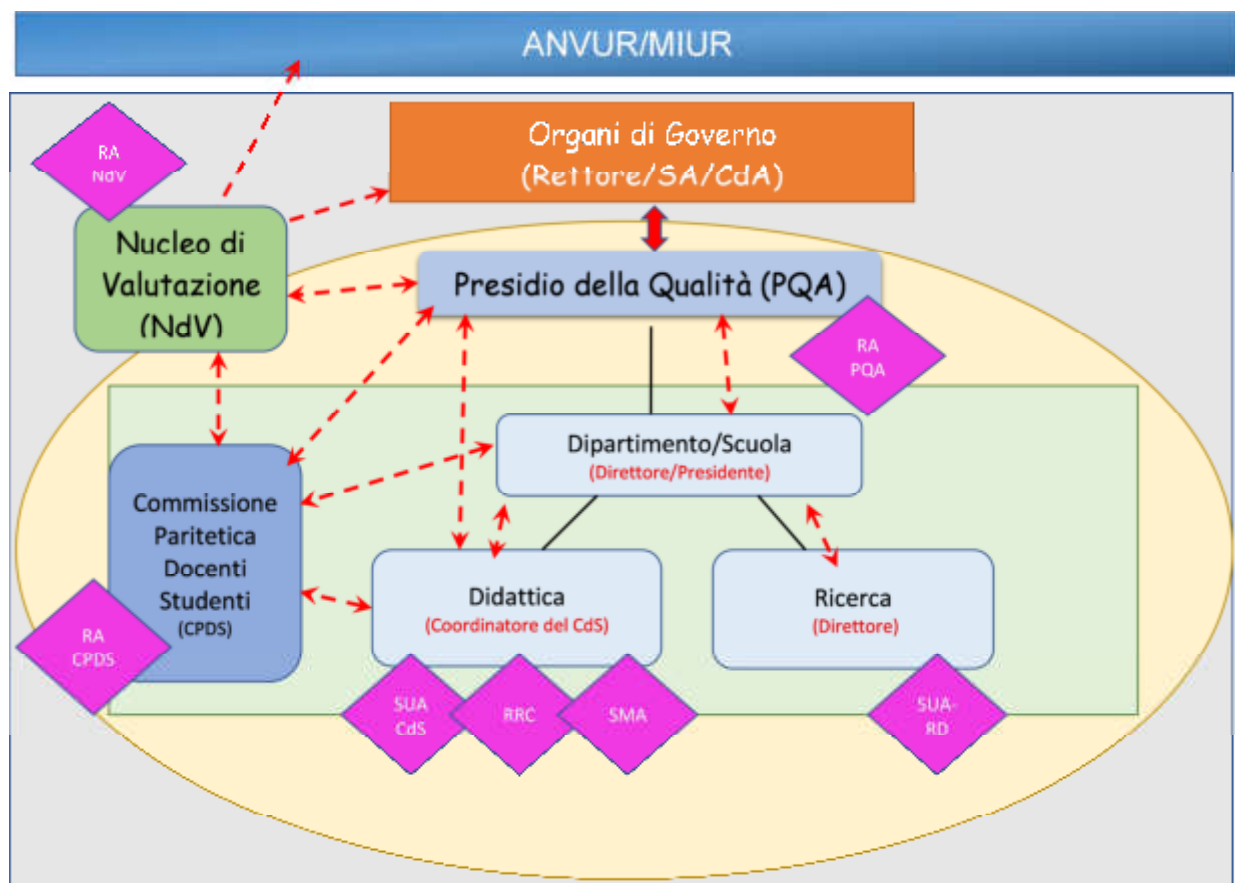 ANVUR/MIUR
Organi di Governo
(Rettore/SA/CdA)
RA
NdV
Nucleo di
Valutazione
(NdV)
Presidio della Qualità (PQA)
RA
PQA
Dipartimento/Scuola
(Direttore/Presidente)
Commissione
Paritetica
Docenti
Studenti
(CPDS)
RA
CPDS
Didattica
(Coordinatore del CdS)
Ricerca
(Direttore)
SUA
CdS
RRC
SMA
SUA-
RD